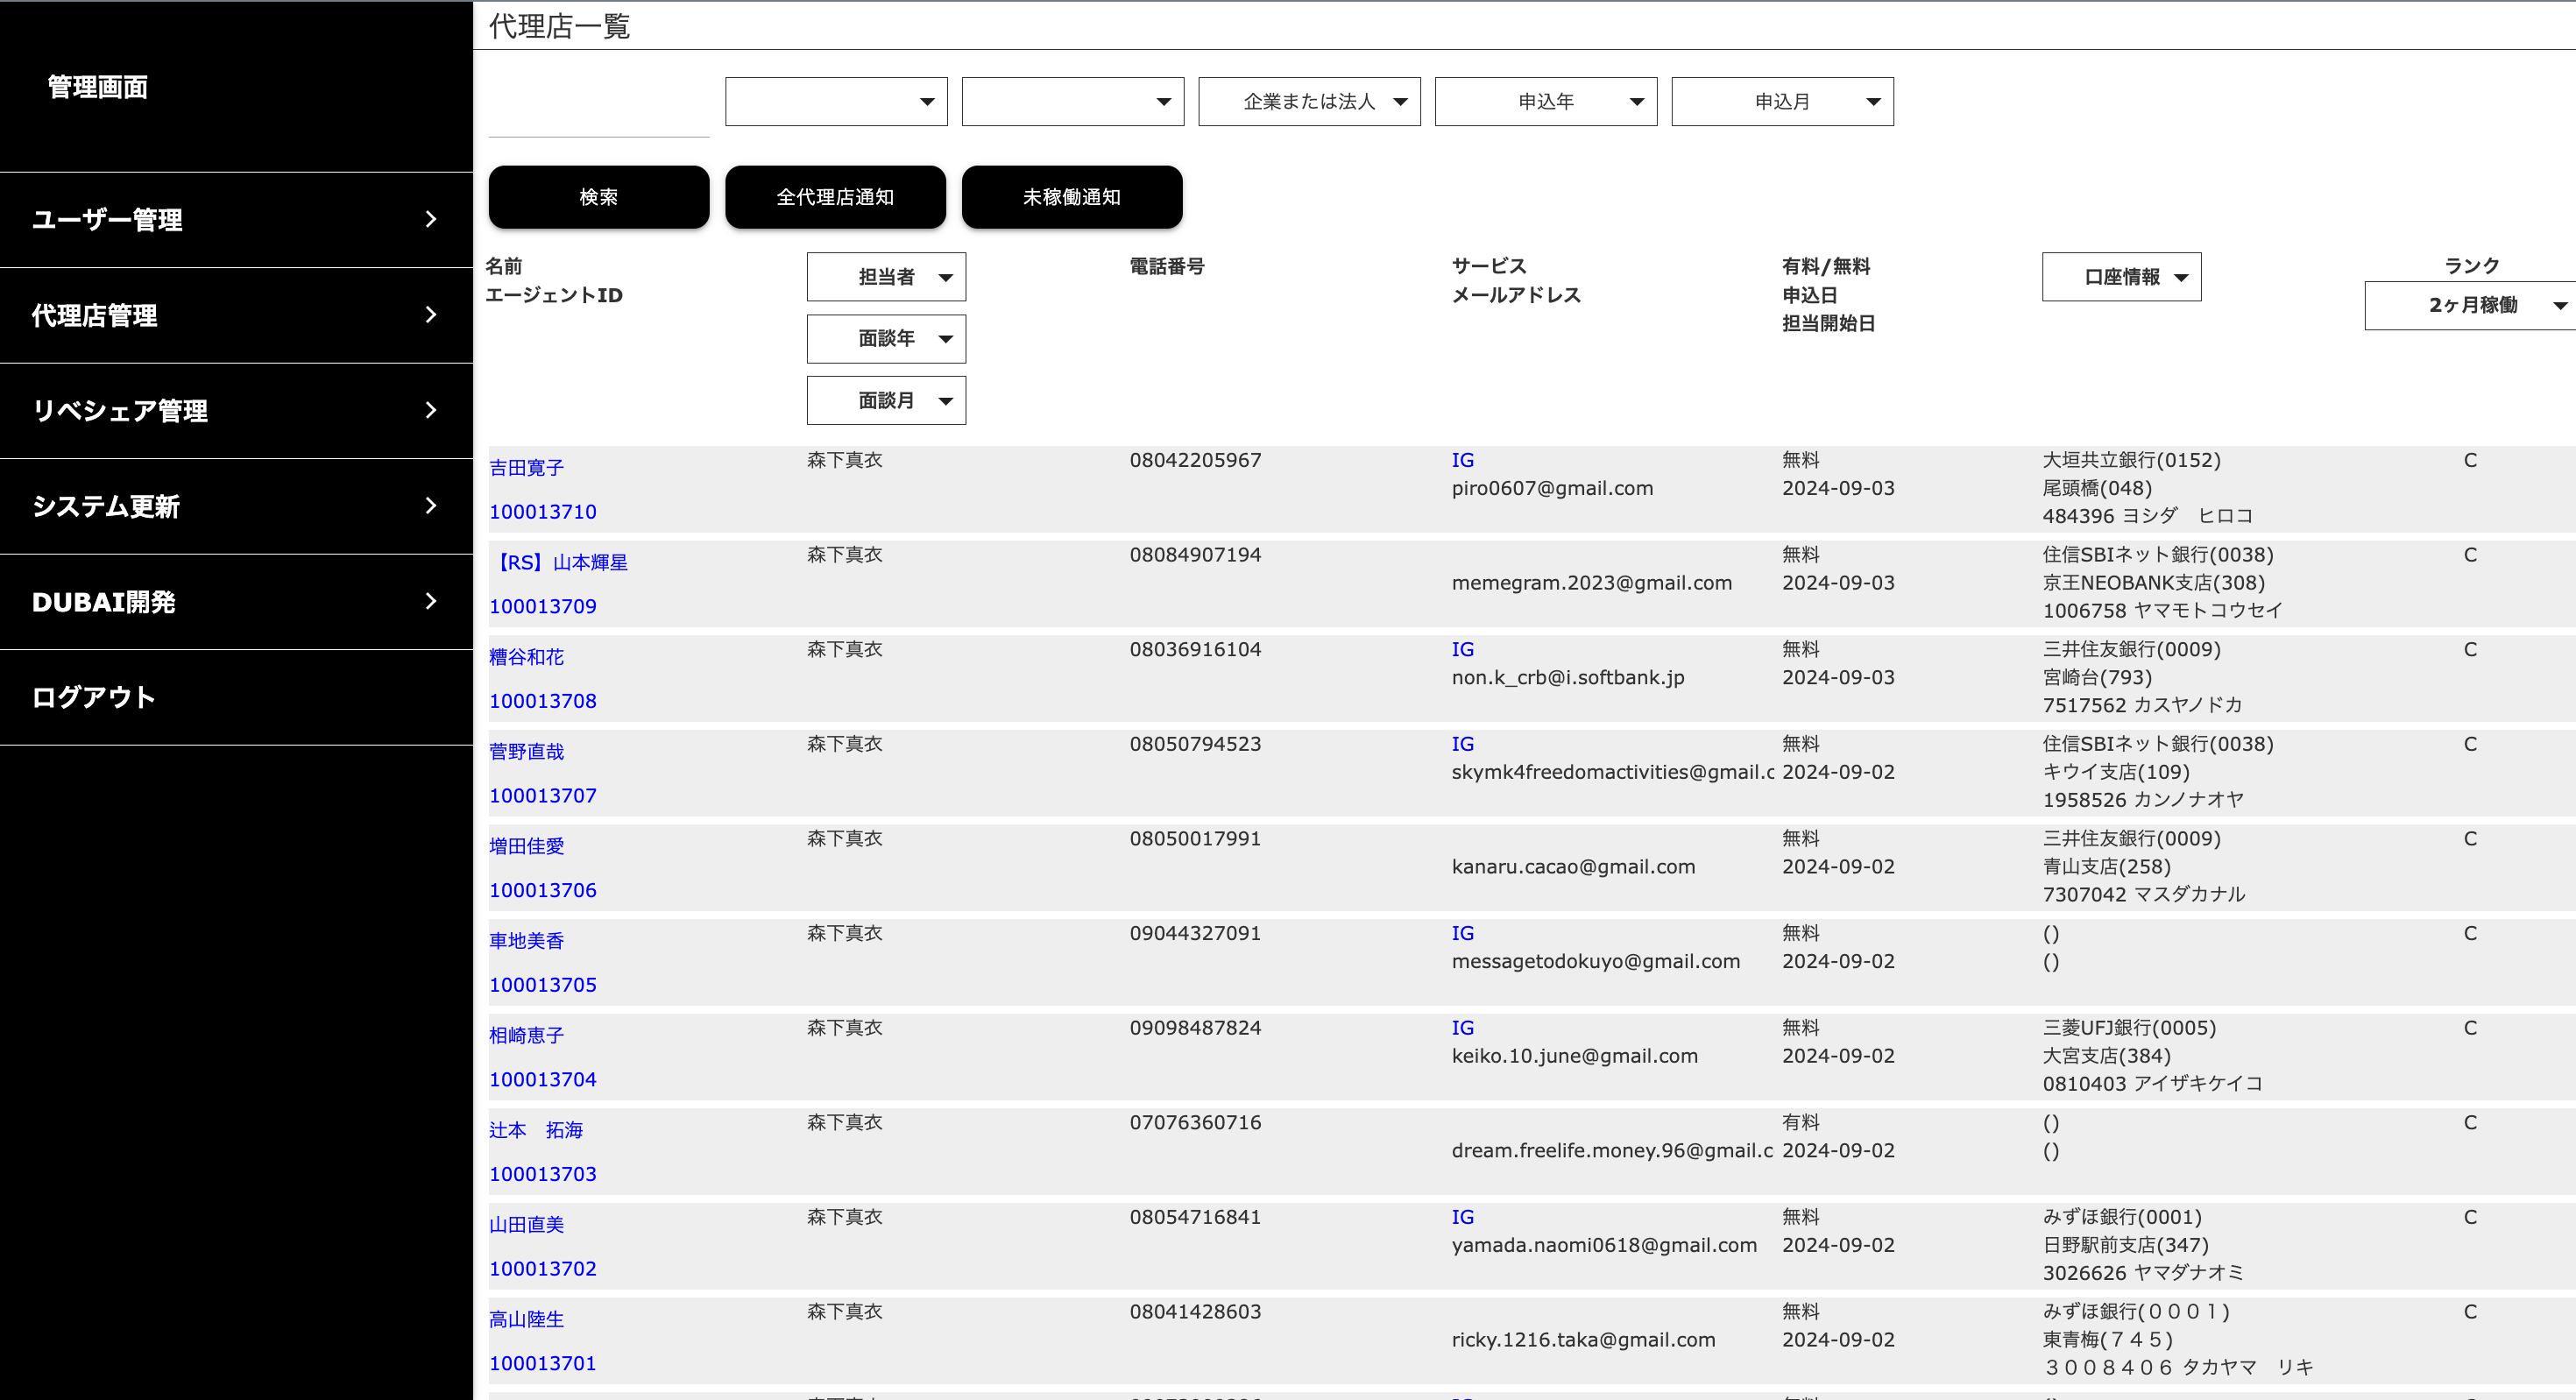 代理店一覧
管理画面
ユーザー管理
代理店管理
リベシェア管理
システム更新
DUBAI開発
ログアウト
企業または法人 申込年 申込月
検索 全代理店通知 未稼働通知
名前
エージェントID
担当者
面談年
面談月
電話番号
サービス
メールアドレス
有料/無料
申込日
担当開始日
口座情報
ランク
2ヶ月稼働
吉田寛子 森下真衣 08042205967 IG 無料 大垣共立銀行(0152) C
piro0607@gmail.com 2024-09-03 尾頭橋(048)
100013710 484396 ヨシダ　ヒロコ
【RS】山本輝星 森下真衣 08084907194 無料 住信SBIネット銀行(0038) C
memegram.2023@gmail.com 2024-09-03 京王NEOBANK支店(308)
100013709 1006758 ヤマモトコウセイ
糟谷和花 森下真衣 08036916104 IG 無料 三井住友銀行(0009) C
non.k_crb@i.softbank.jp 2024-09-03 宮崎台(793)
100013708 7517562 カスヤノドカ
菅野直哉 森下真衣 08050794523 IG 無料 住信SBIネット銀行(0038) C
skymk4freedomactivities@gmail.c 2024-09-02 キウイ支店(109)
100013707 1958526 カンノナオヤ
増田佳愛 森下真衣 08050017991 無料 三井住友銀行(0009) C
kanaru.cacao@gmail.com 2024-09-02 青山支店(258)
100013706 7307042 マスダカナル
車地美香 森下真衣 09044327091 IG 無料 () C
messagetodokuyo@gmail.com 2024-09-02 ()
100013705
相崎恵子 森下真衣 09098487824 IG 無料 三菱UFJ銀行(0005) C
keiko.10.june@gmail.com 2024-09-02 大宮支店(384)
100013704 0810403 アイザキケイコ
辻本　拓海 森下真衣 07076360716 有料 () C
dream.freelife.money.96@gmail.c 2024-09-02 ()
100013703
山田直美 森下真衣 08054716841 IG 無料 みずほ銀行(0001) C
yamada.naomi0618@gmail.com 2024-09-02 日野駅前支店(347)
100013702 3026626 ヤマダナオミ
高山陸生 森下真衣 08041428603 無料 みずほ銀行(０００１) C
ricky.1216.taka@gmail.com 2024-09-02 東青梅(７４５)
100013701 ３００８４０６ タカヤマ　リキ